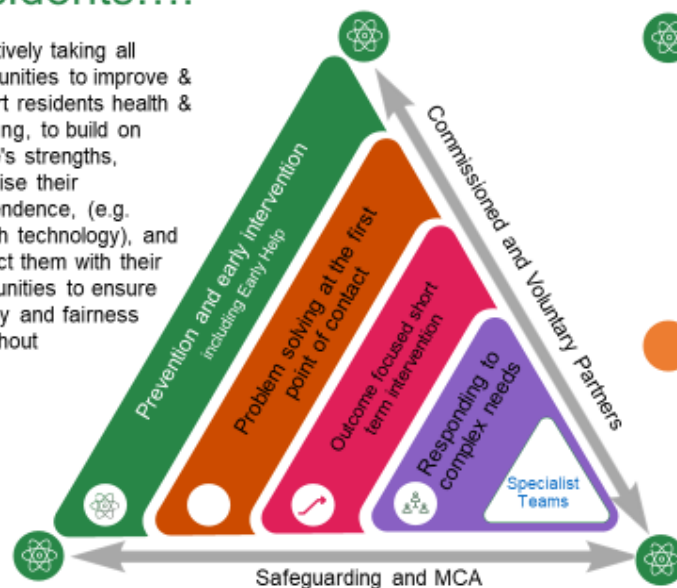 tively taking all
unities to improve &
rt residents health &
ng, to build on
's strengths,
ise their
endence, (e.g.
h technology), and
ct them with their
unities to ensure
y and fairness
hout
Prevention and early intervention
including Early Help
Problem solving at the first
point of contact
Outcome focused short
term intervention
Responding to
complex needs
Specialist
Teams
Commissioned and Voluntary Partners
Safeguarding and MCA